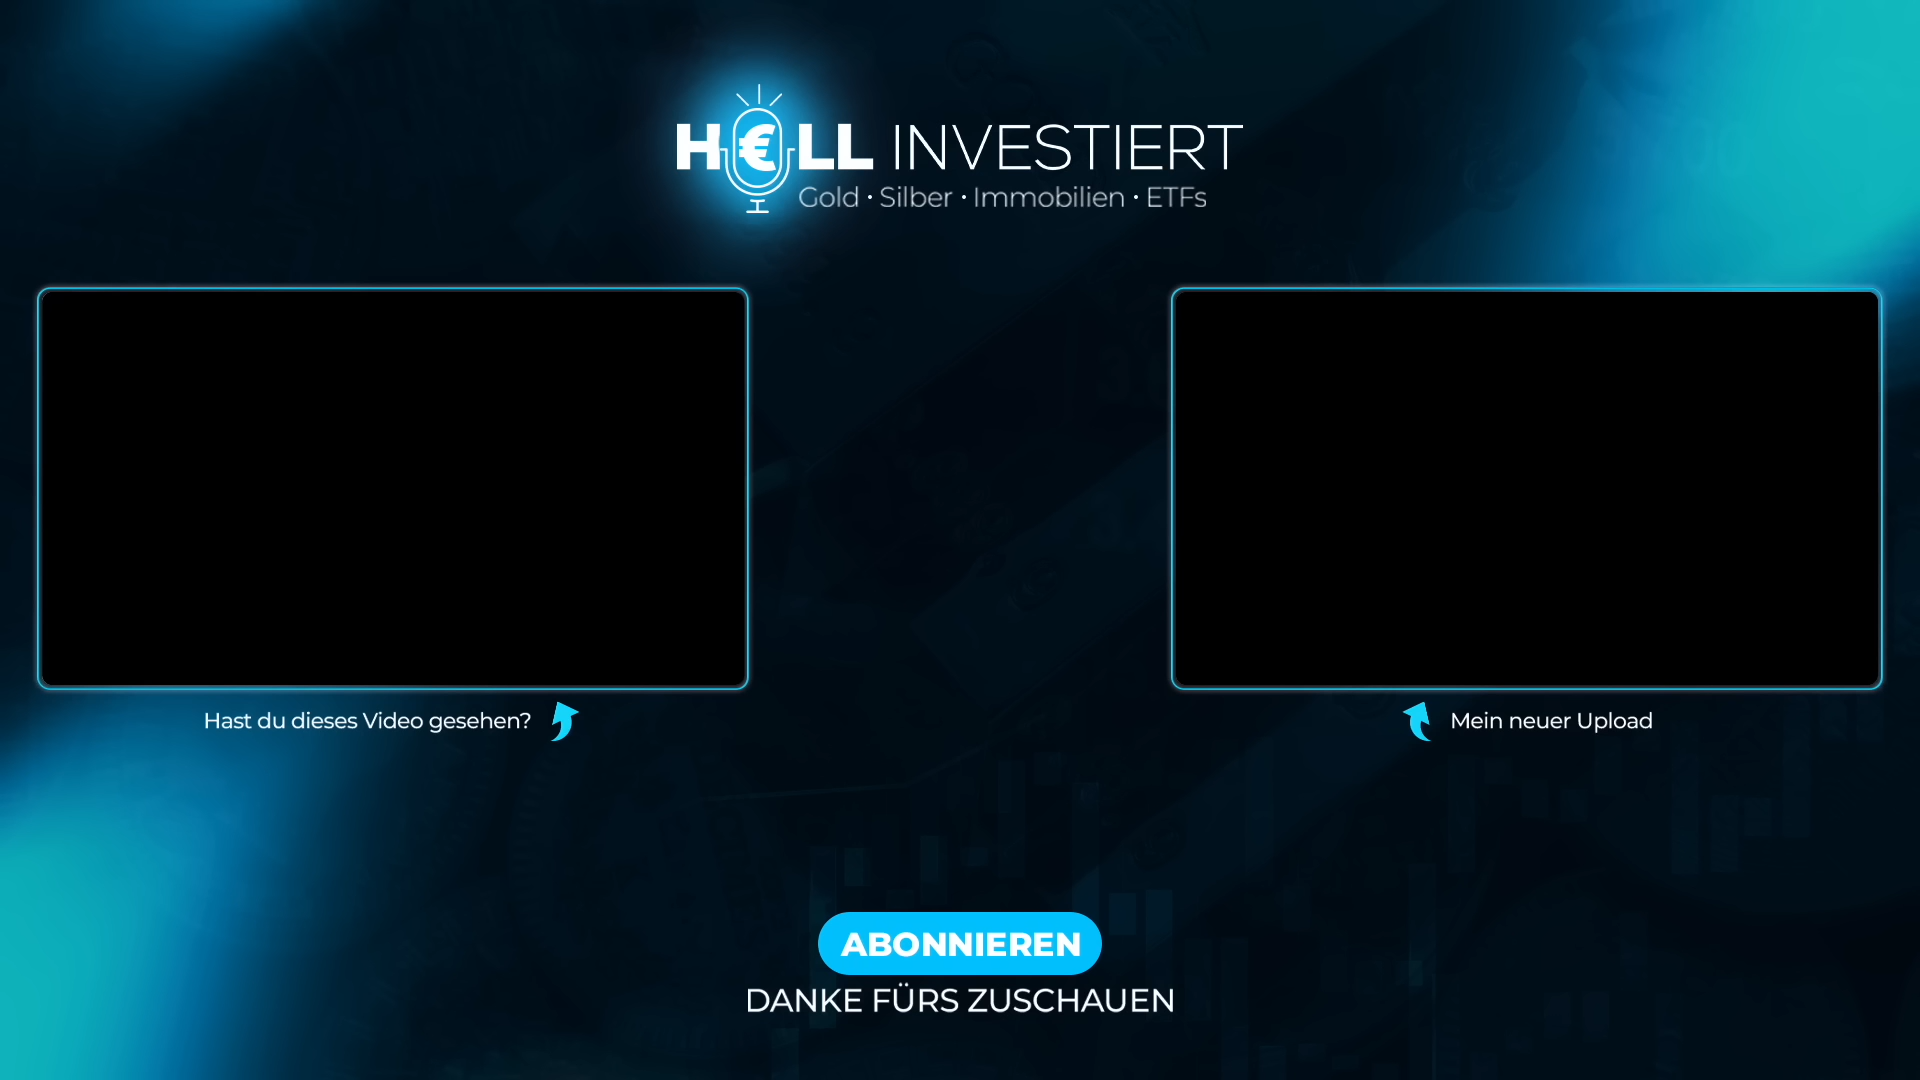 H€LL INVESTIERT
Gold · Silber · Immobilien · ETFs
Hast du dieses Video gesehen?
Mein neuer Upload
ABONNIEREN
DANKE FÜRS ZUSCHAUEN